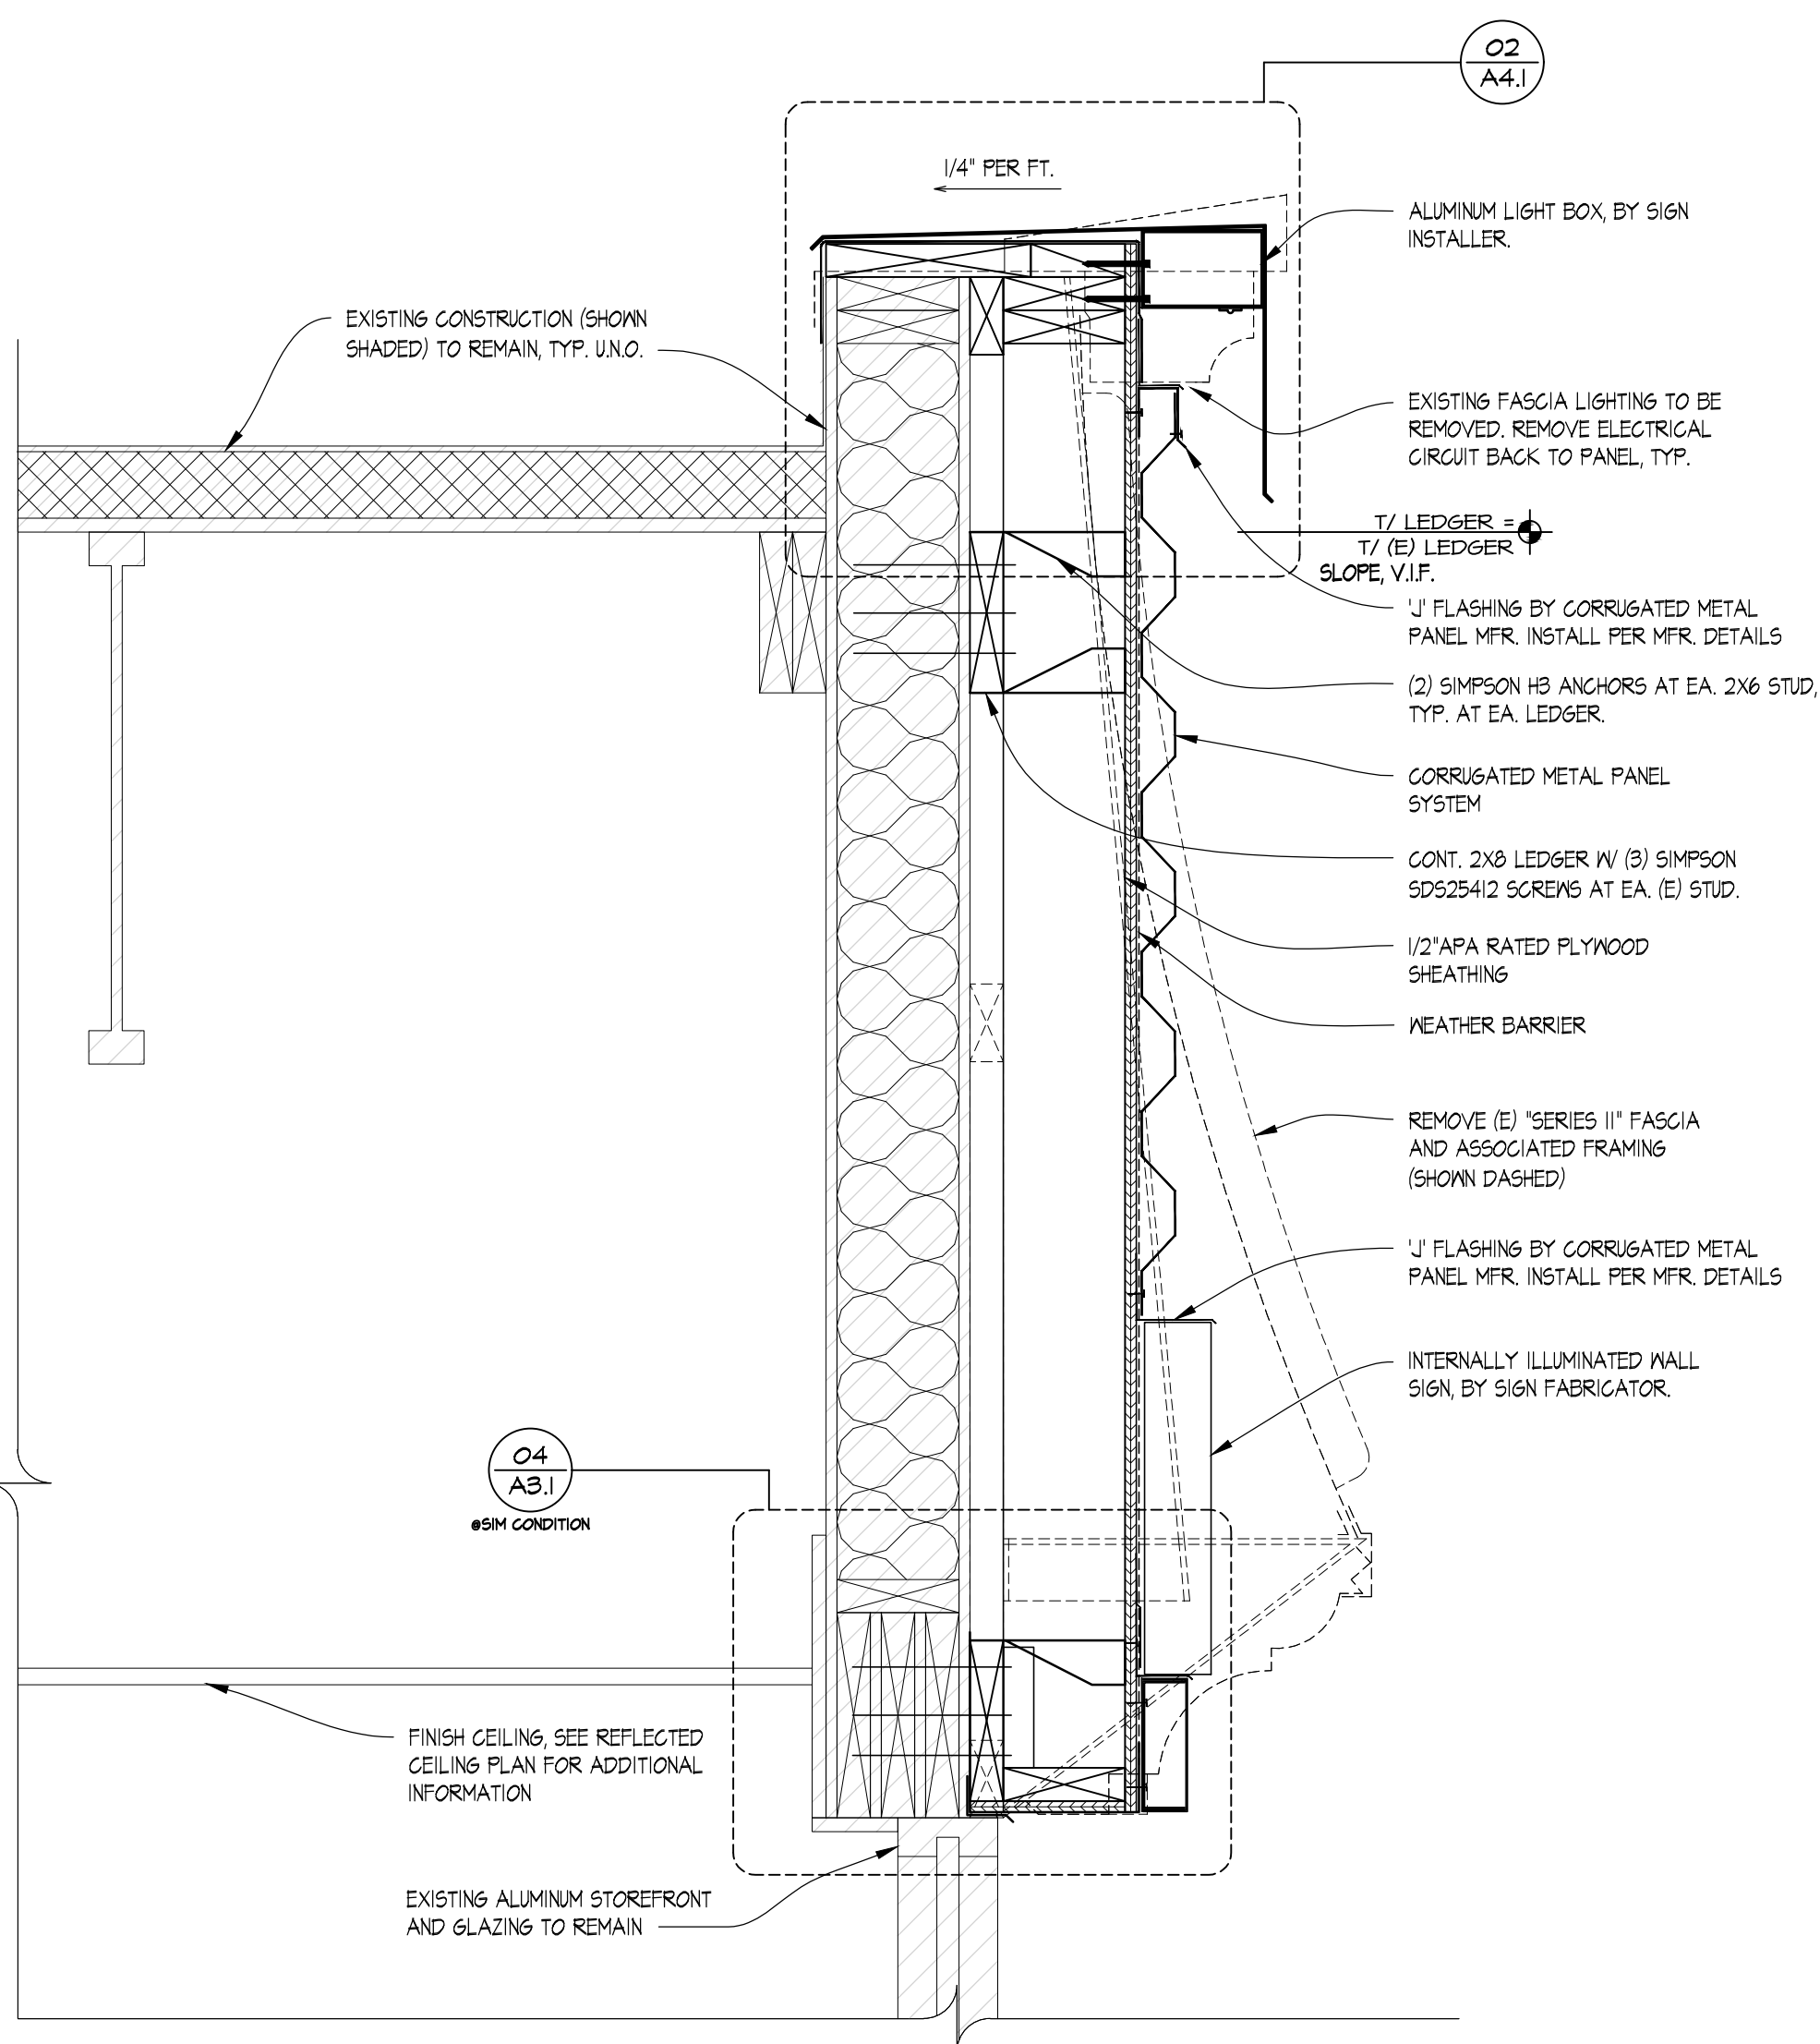 02
A4.1
1/4" PER FT.
ALUMINUM LIGHT BOX, BY SIGN
INSTALLER.
EXISTING CONSTRUCTION (SHOWN
SHADED) TO REMAIN, TYP. U.N.O.
EXISTING FASCIA LIGHTING TO BE
REMOVED. REMOVE ELECTRICAL
CIRCUIT BACK TO PANEL, TYP.
T/ LEDGER =
T/ (E) LEDGER
SLOPE, V.I.F.
'J' FLASHING BY CORRUGATED METAL
PANEL MFR. INSTALL PER MFR. DETAILS
(2) SIMPSON H3 ANCHORS AT EA. 2X6 STUD,
TYP. AT EA. LEDGER.
CORRUGATED METAL PANEL
SYSTEM
CONT. 2X8 LEDGER W/ (3) SIMPSON
SDS25412 SCREWS AT EA. (E) STUD.
1/2"APA RATED PLYWOOD
SHEATHING
WEATHER BARRIER
REMOVE (E) "SERIES II" FASCIA
AND ASSOCIATED FRAMING
(SHOWN DASHED)
'J' FLASHING BY CORRUGATED METAL
PANEL MFR. INSTALL PER MFR. DETAILS
INTERNALLY ILLUMINATED WALL
SIGN, BY SIGN FABRICATOR.
04
A3.1
@SIM CONDITION
FINISH CEILING, SEE REFLECTED
CEILING PLAN FOR ADDITIONAL
INFORMATION
EXISTING ALUMINUM STOREFRONT
AND GLAZING TO REMAIN